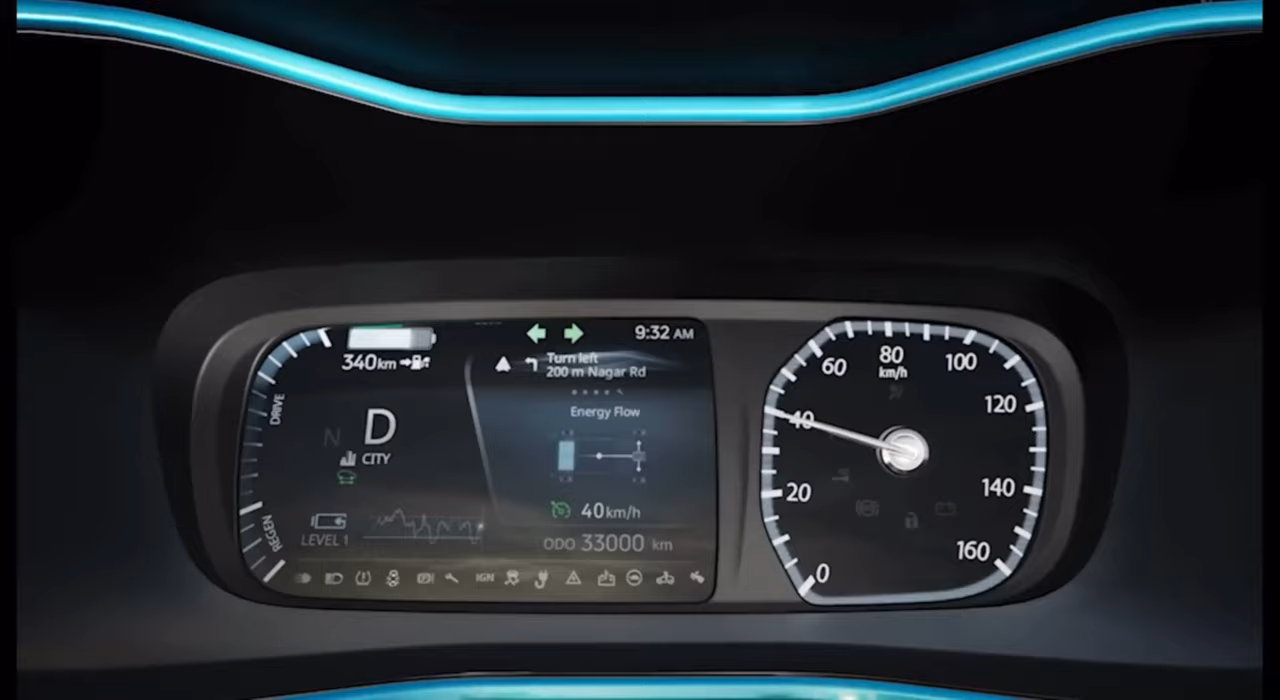 9:32 AM
340km
Turn left
200 m Nagar Rd
DRIVE
Energy Flow
N D
CITY
REGEN
LEVEL 1
40km/h
ODO 33000 km
IGN
0
20
40
60
80
km/h
100
120
140
160